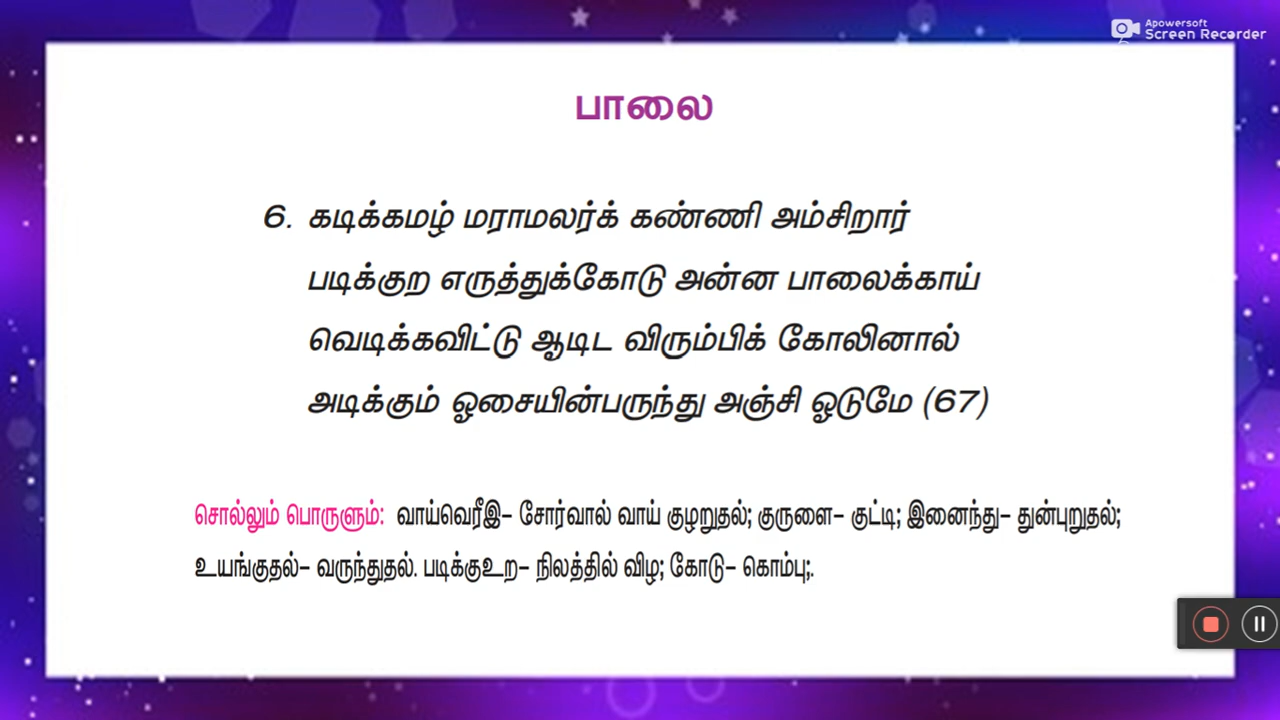 Apowersoft
Screen Recorder
பாலை
6. கடிக்கமழ் மராமலர்க் கண்ணி அம்சிறார்
படிக்குற எருத்துக்கோடு அன்ன பாலைக்காய்
வெடிக்கவிட்டு ஆடிட விரும்பிக் கோலினால்
அடிக்கும் ஓசையின்பருந்து அஞ்சி ஓடுமே (67)
சொல்லும் பொருளும்: வாய்வெரீஇ– சோர்வால் வாய் குழறுதல்; குருளை– குட்டி; இனைந்து– துன்புறுதல்;
உயங்குதல்– வருந்துதல். படிக்குஉற– நிலத்தில் விழ; கோடு– கொம்பு;.